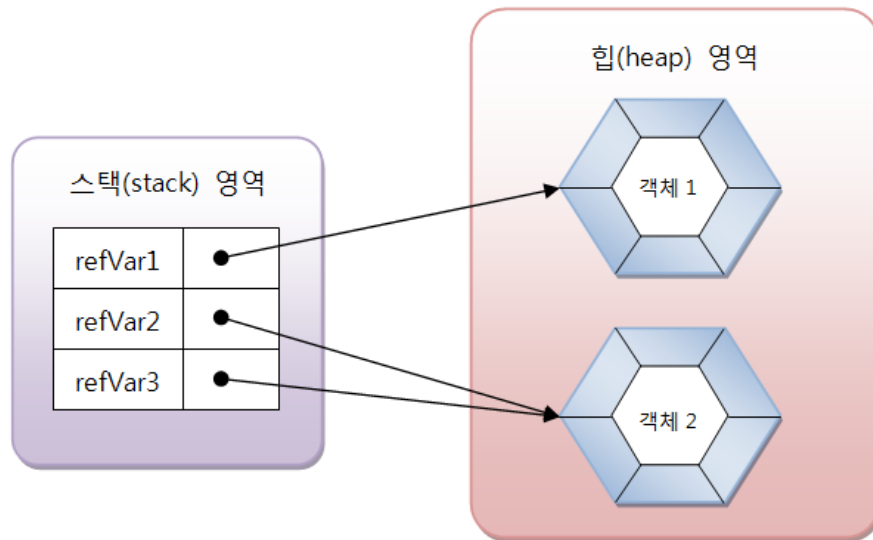 힙(heap) 영역
객체 1
스택(stack) 영역
refVar1
refVar2
refVar3
객체 2